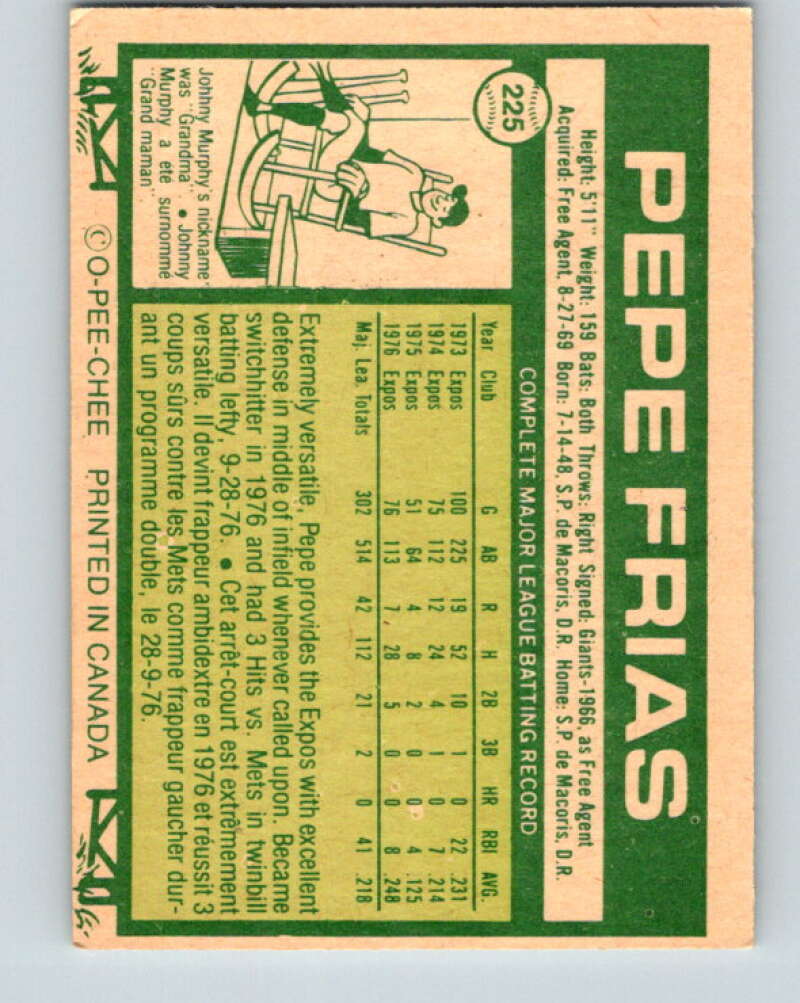 PEPE FRIAS
Height: 5'11" Weight: 159 Bats: Both Throws: Right Signed: Giants-1966, as Free Agent
Acquired: Free Agent, 8-27-69 Born: 7-14-48, S.P. de Macoris, D.R. Home: S.P. de Macoris, D.R.
225
COMPLETE MAJOR LEAGUE BATTING RECORD
Year Club G AB R H 2B 3B HR RBI AVG.
1973 Expos 100 225 19 52 10 1 0 22 .231
1974 Expos 75 112 12 24 4 1 0 7 .214
1975 Expos 51 64 4 8 2 0 0 4 .125
1976 Expos 76 113 7 28 5 0 0 8 .248
Maj. Lea. Totals 302 514 42 112 21 2 0 41 .218
Extremely versatile, Pepe provides the Expos with excellent
defense in middle of infield whenever called upon. Became
switchhitter in 1976 and had 3 Hits vs. Mets in twinbill
batting lefty, 9-28-76. • Cet arrêt-court est extrêmement
versatile. Il devint frappeur ambidextre en 1976 et réussit 3
coups sûrs contre les Mets comme frappeur gaucher dur-
ant un programme double, le 28-9-76.
Johhny Murphy's nickname
was "Grandma". • Johnny
Murphy a été surnommé
"Grand maman"
©O-PEE-CHEE PRINTED IN CANADA